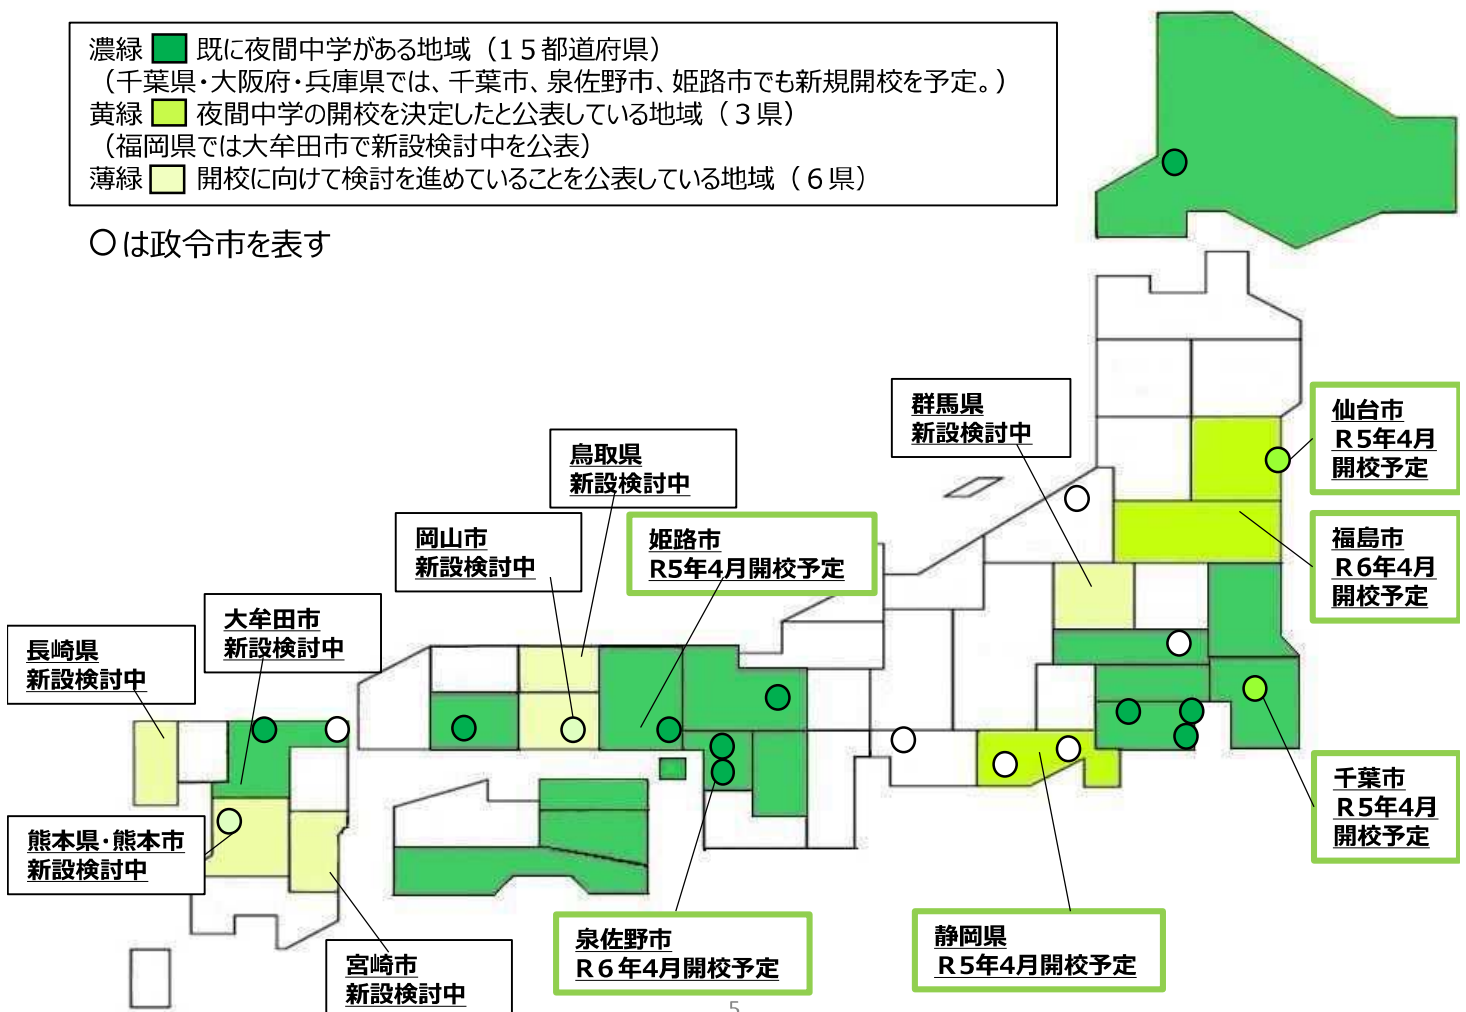 濃緑 既に夜間中学がある地域（１５都道府県）
（千葉県・大阪府・兵庫県では、千葉市、泉佐野市、姫路市でも新規開校を予定。）
黄緑 夜間中学の開校を決定したと公表している地域（３県）
（福岡県では大牟田市で新設検討中を公表）
薄緑 開校に向けて検討を進めていることを公表している地域（６県）
○は政令市を表す
群馬県
新設検討中
仙台市
Ｒ5年4月
開校予定
鳥取県
新設検討中
岡山市
新設検討中
姫路市
R5年4月開校予定
福島市
Ｒ6年4月
開校予定
大牟田市
新設検討中
長崎県
新設検討中
千葉市
Ｒ5年4月
開校予定
熊本県・熊本市
新設検討中
宮崎市
新設検討中
泉佐野市
Ｒ６年4月開校予定
静岡県
Ｒ5年4月開校予定
5